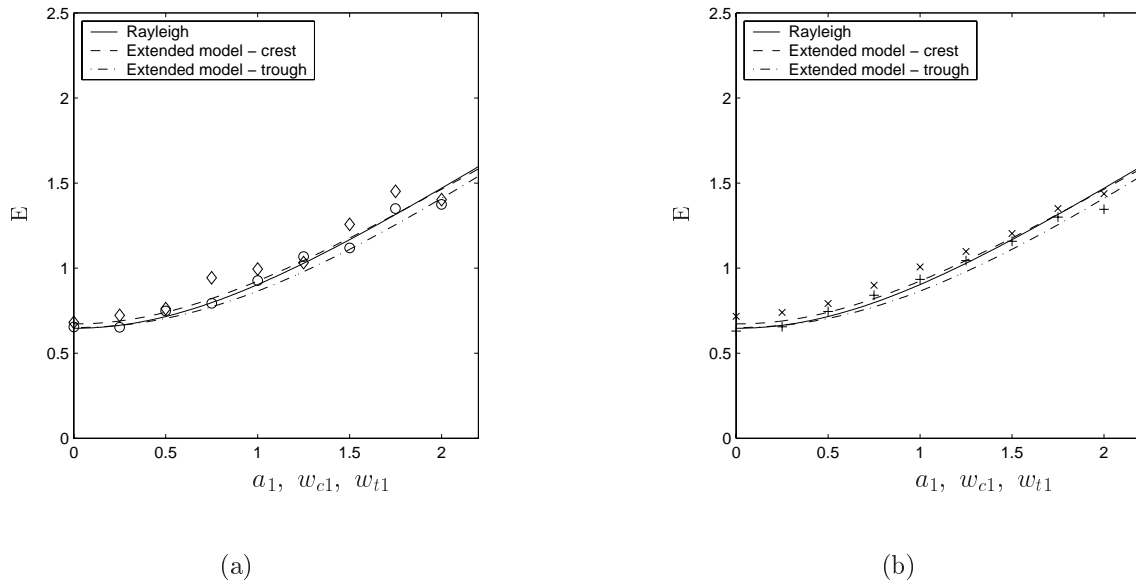 2.5
Rayleigh
Extended model – crest
Extended model – trough
2
1.5
E
1
0.5
0
0 0.5 1 1.5 2
a1, wc1, wt1
(a)
2.5
Rayleigh
Extended model – crest
Extended model – trough
2
1.5
E
1
0.5
0
0 0.5 1 1.5 2
a1, wc1, wt1
(b)